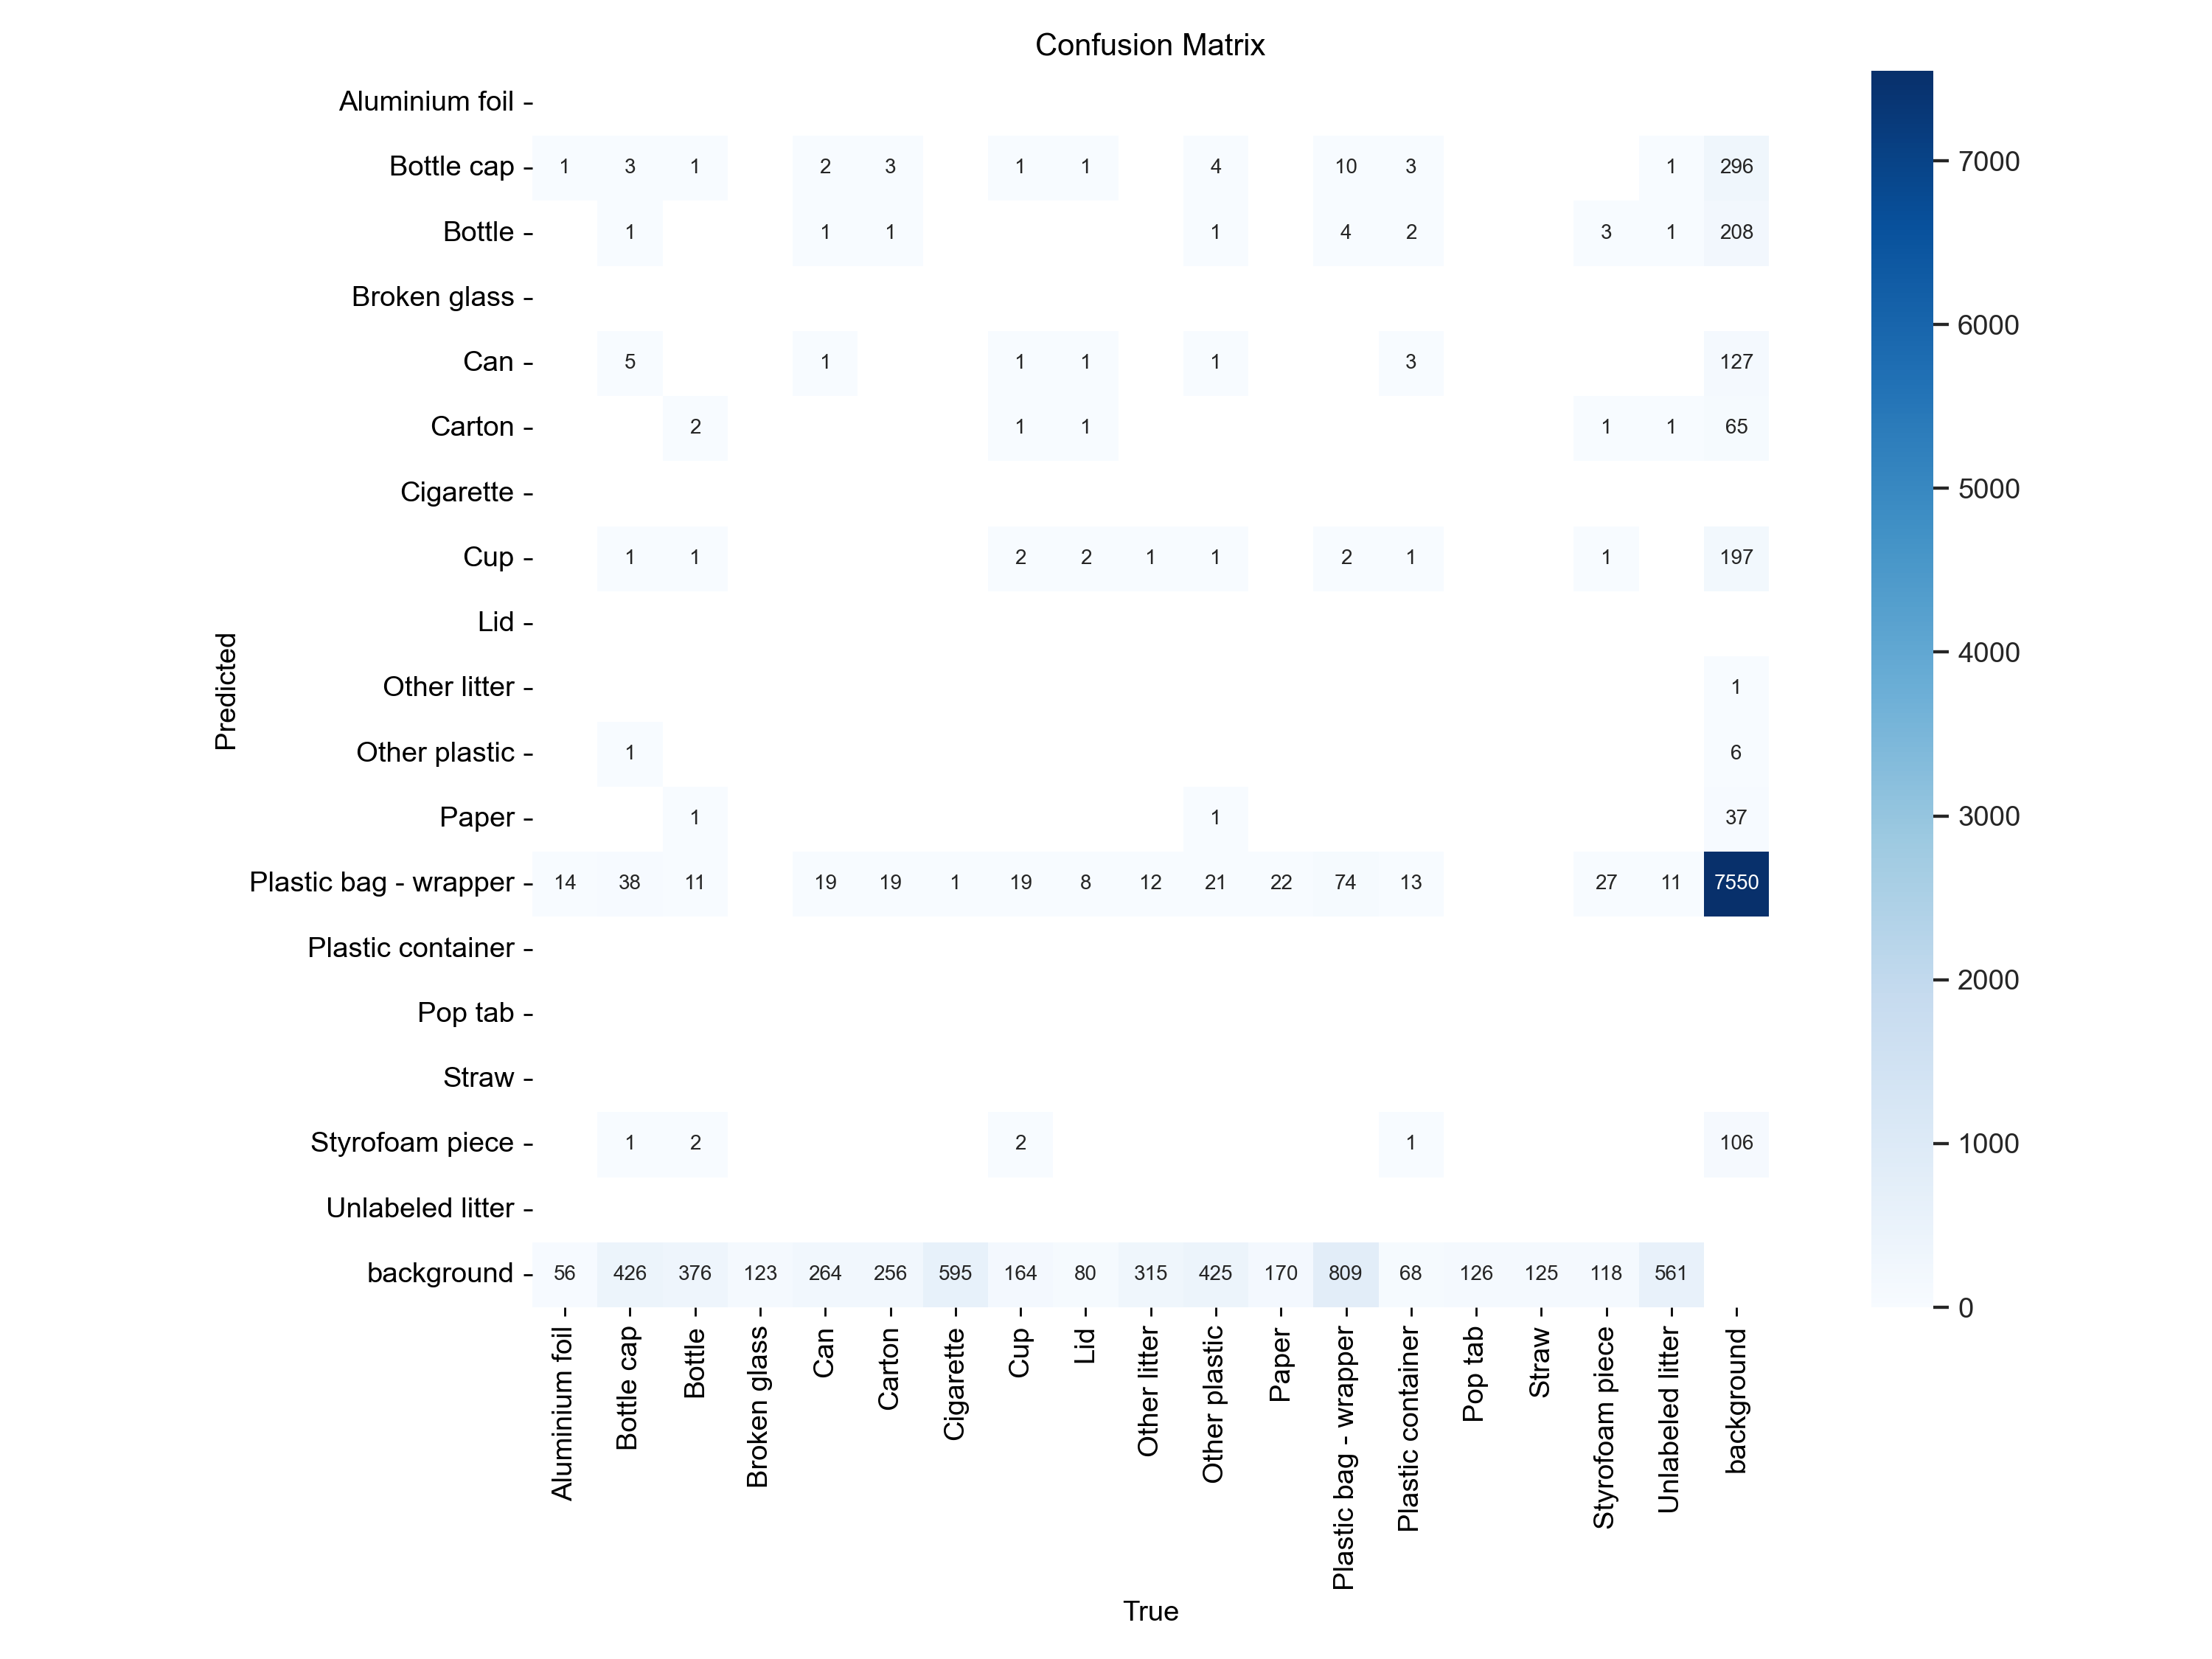 Confusion Matrix
Predicted
Aluminium foil
Bottle cap 1 3 1 2 3 1 1 4 10 3 1 296
Bottle 1 1 1 1 4 2 3 1 208
Broken glass
Can 5 1 1 1 1 3 127
Carton 2 1 1 1 1 65
Cigarette
Cup 1 1 2 2 1 1 2 1 1 197
Lid
Other litter 1
Other plastic 1 6
Paper 1 1 37
Plastic bag - wrapper 14 38 11 19 19 1 19 8 12 21 22 74 13 27 11 7550
Plastic container
Pop tab
Straw
Styrofoam piece 1 2 2 1 106
Unlabeled litter
background 56 426 376 123 264 256 595 164 80 315 425 170 809 68 126 125 118 561
Aluminium foil
Bottle cap
Bottle
Broken glass
Can
Carton
Cigarette
Cup
Lid
Other litter
Other plastic
Paper
Plastic bag - wrapper
Plastic container
Pop tab
Straw
Styrofoam piece
Unlabeled litter
background
True
7000
6000
5000
4000
3000
2000
1000
0